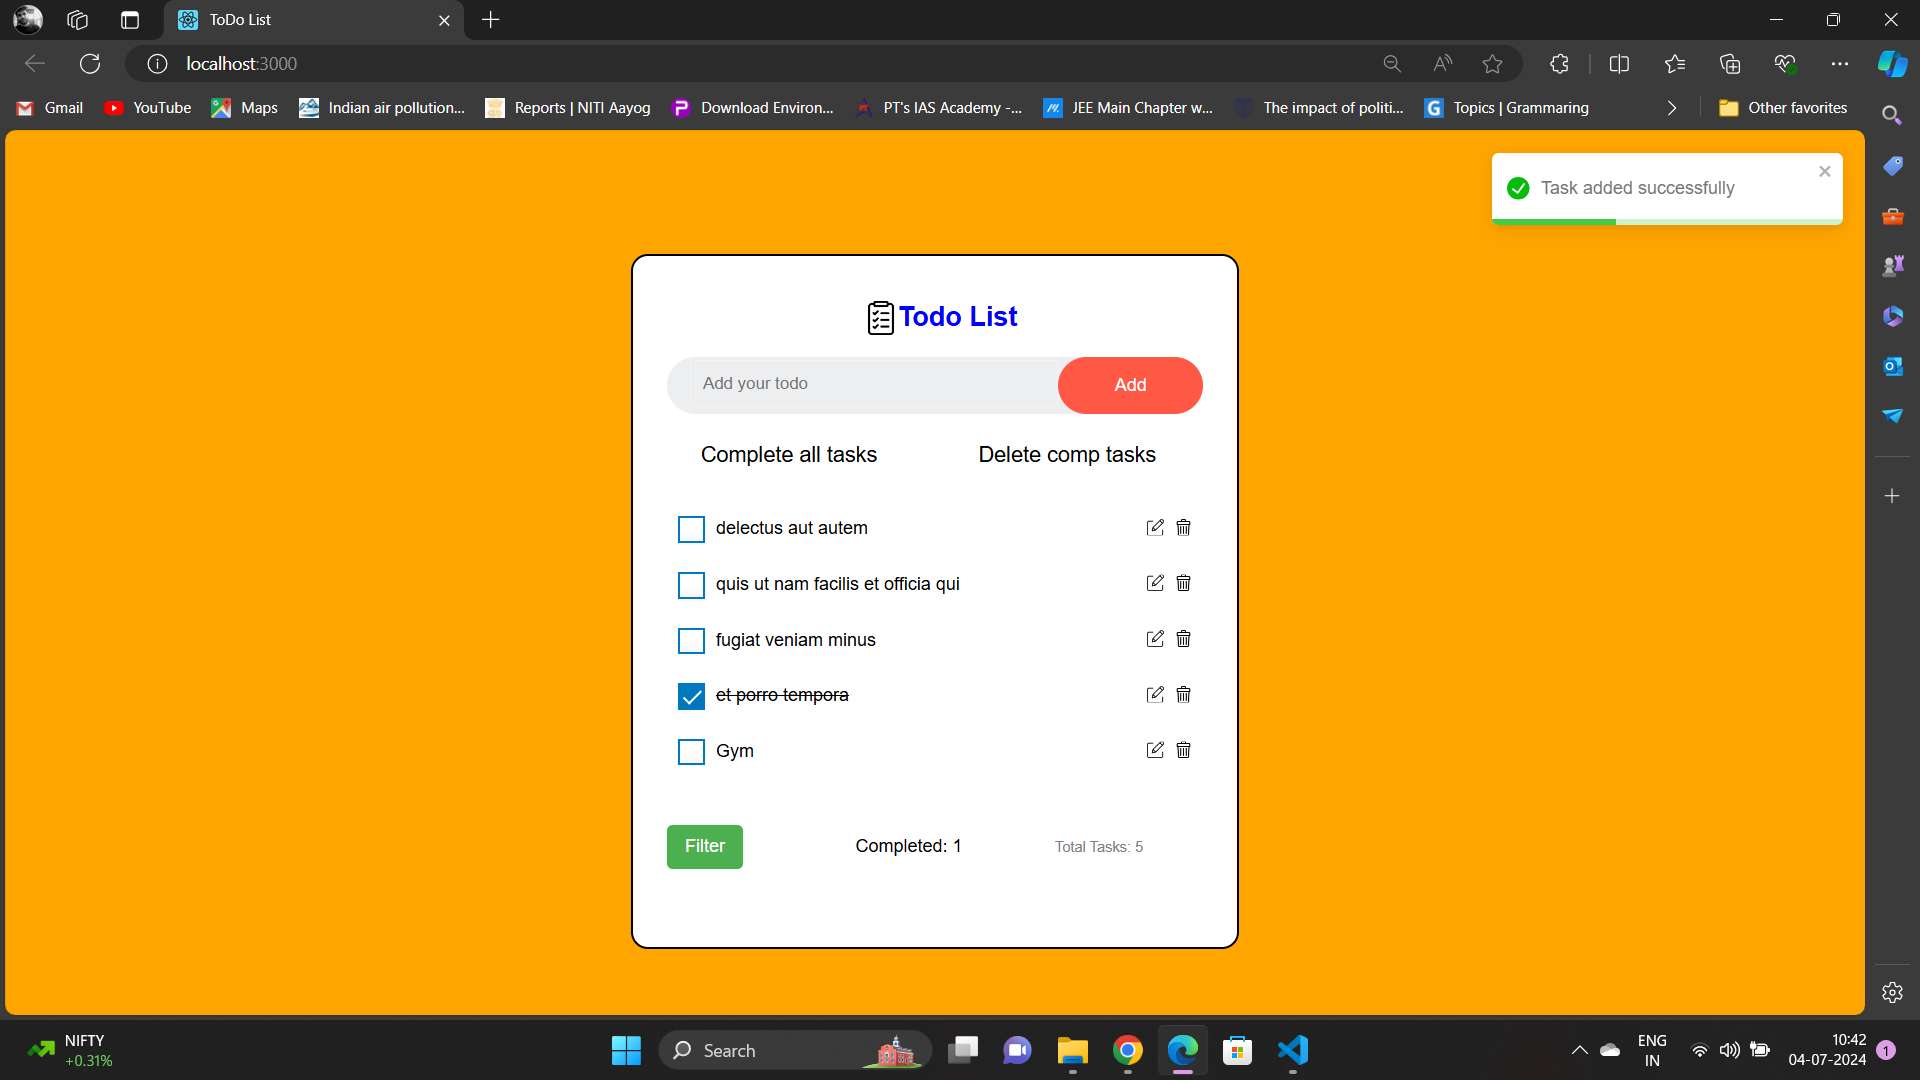 ToDo List
localhost:3000
Gmail
YouTube
Maps
Indian air pollution...
Reports | NITI Aayog
Download Environ...
PT's IAS Academy -...
JEE Main Chapter w...
The impact of politi...
Topics | Grammaring
Other favorites
Task added successfully
Todo List
Add your todo
Add
Complete all tasks
Delete comp tasks
delectus aut autem
quis ut nam facilis et officia qui
fugiat veniam minus
et porro tempora
Gym
Filter
Completed: 1
Total Tasks: 5
NIFTY
+0.31%
Search
ENG
IN
10:42
04-07-2024
1